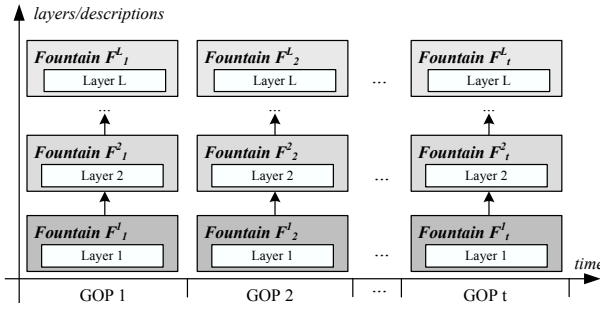 layers/descriptions
Fountain F^L_1 Fountain F^L_2 Fountain F^L_t
Layer L Layer L ... Layer L
... ... ...
Fountain F^2_1 Fountain F^2_2 Fountain F^2_t
Layer 2 Layer 2 ... Layer 2
Fountain F^1_1 Fountain F^1_2 Fountain F^1_t
Layer 1 Layer 1 ... Layer 1
time
GOP 1 GOP 2 ... GOP t